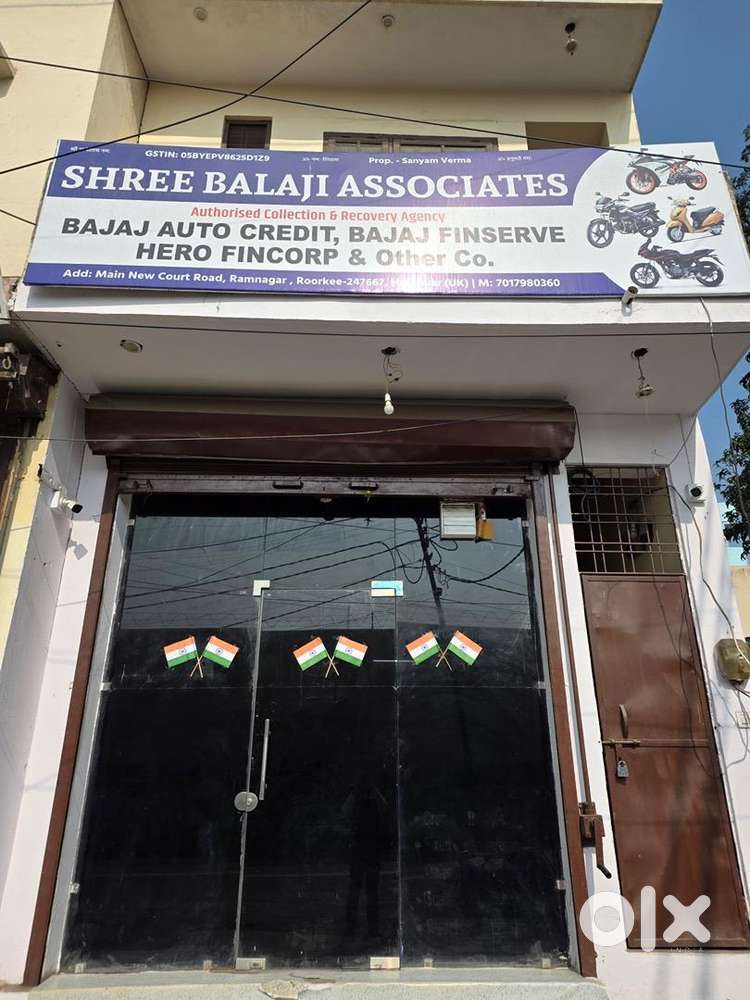 GSTIN: 05BYEPV8625D1Z9
Prop. - Sanyam Verma
SHREE BALAJI ASSOCIATES
Authorised Collection & Recovery Agency
BAJAJ AUTO CREDIT, BAJAJ FINSERVE
HERO FINCORP & Other Co.
Add: Main New Court Road, Ramnagar , Roorkee-247667, (UK) | M: 7017980360
olx